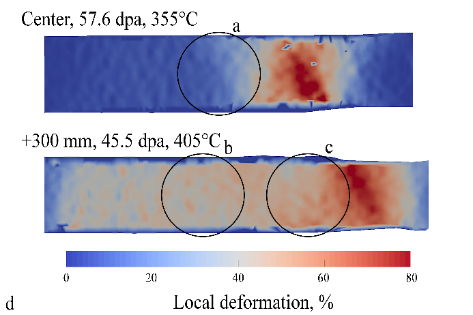 Center, 57.6 dpa, 355°C
a
+300 mm, 45.5 dpa, 405°C
b
c
0 20 40 60 80
d Local deformation, %